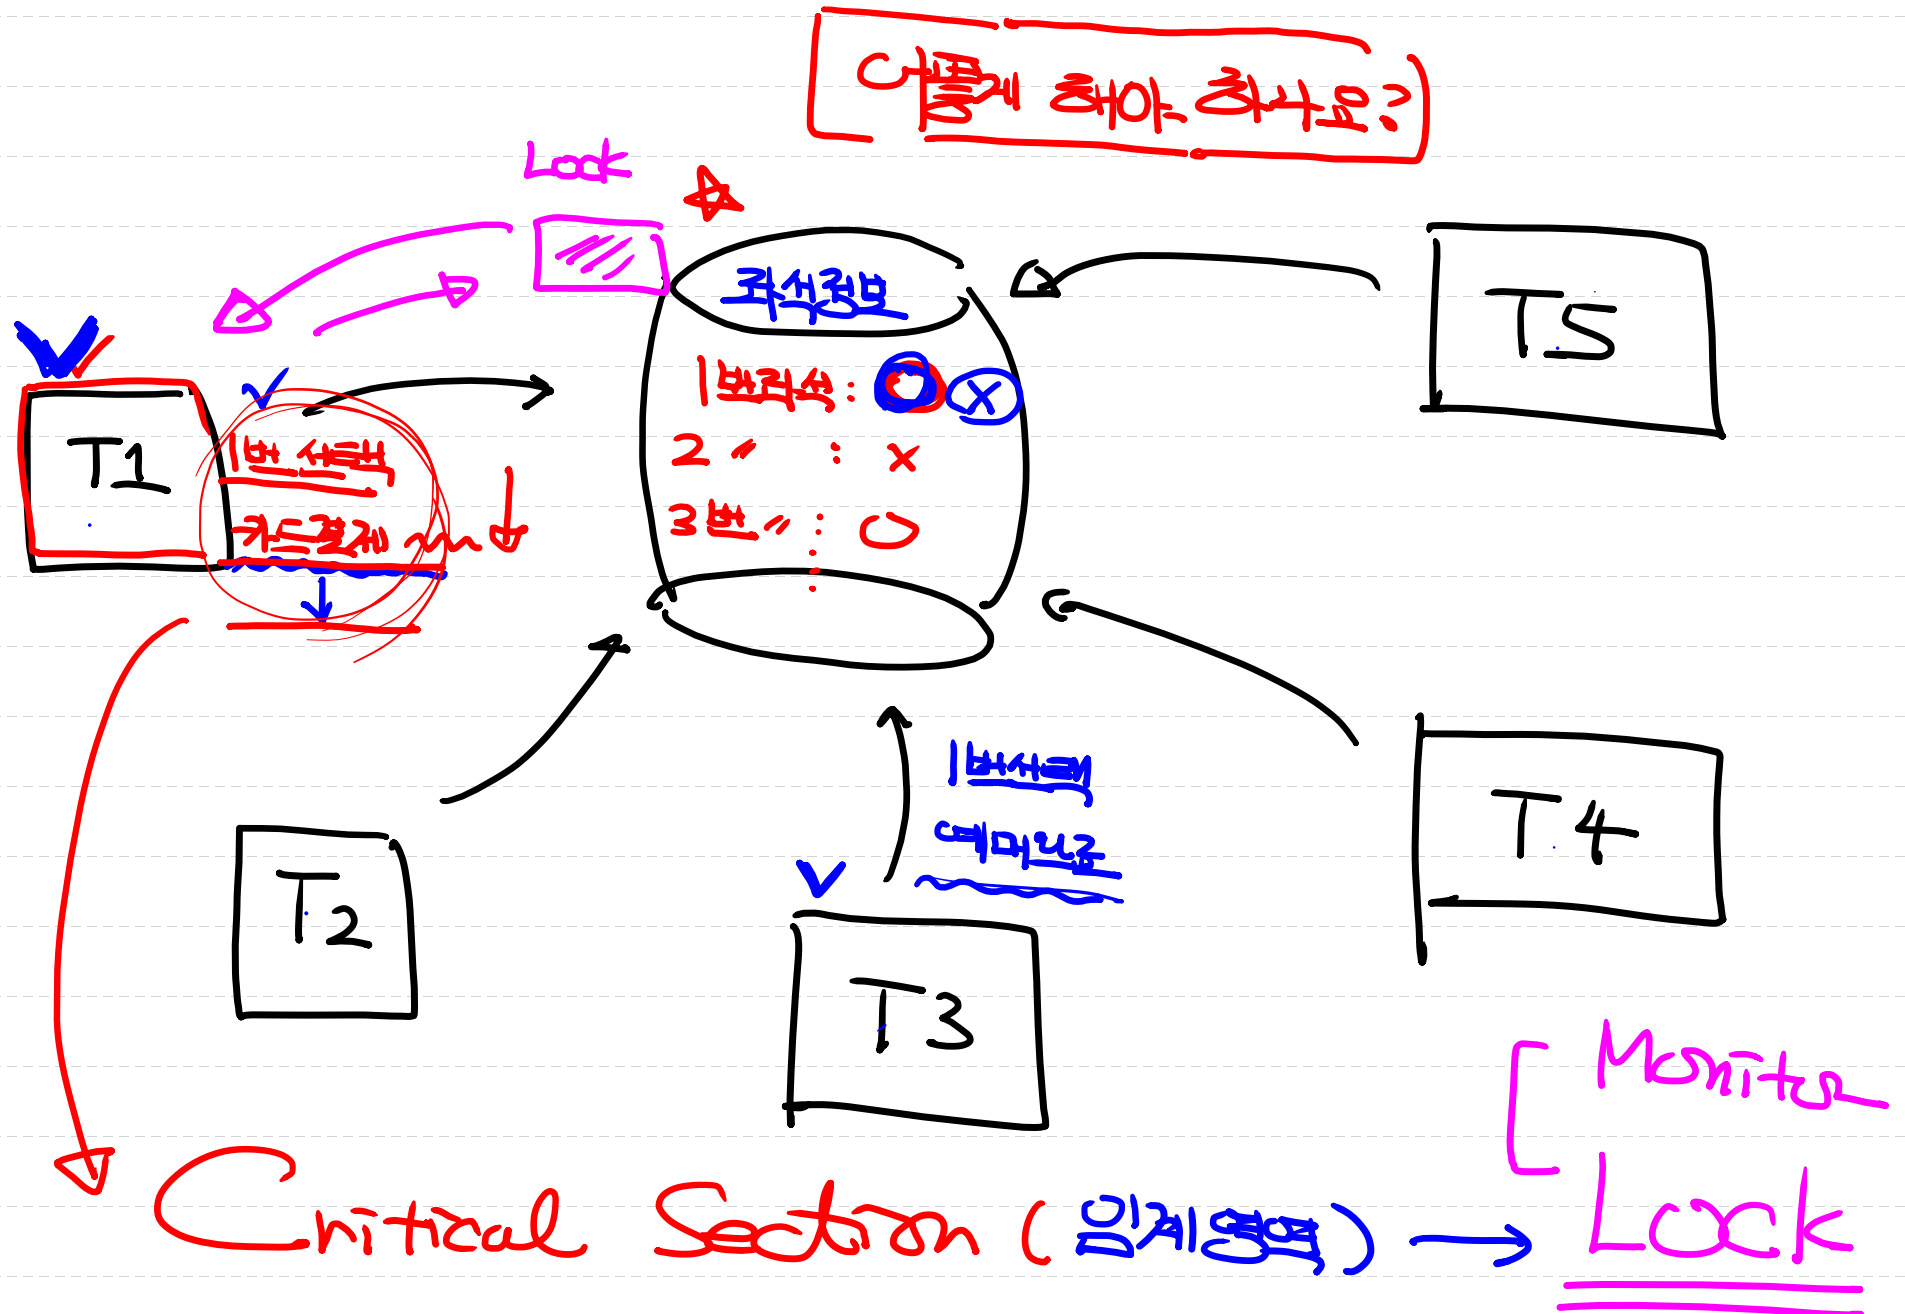 어떻게 해야 하나요?
Lock
좌석정보
T5
1번좌석 : O X
2 〃 : X
3번 〃 : O
T1
1번 선택
카드결제
1번선택
예매완료
T4
T2
T3
Monitor
Critical Section (임계영역) → Lock